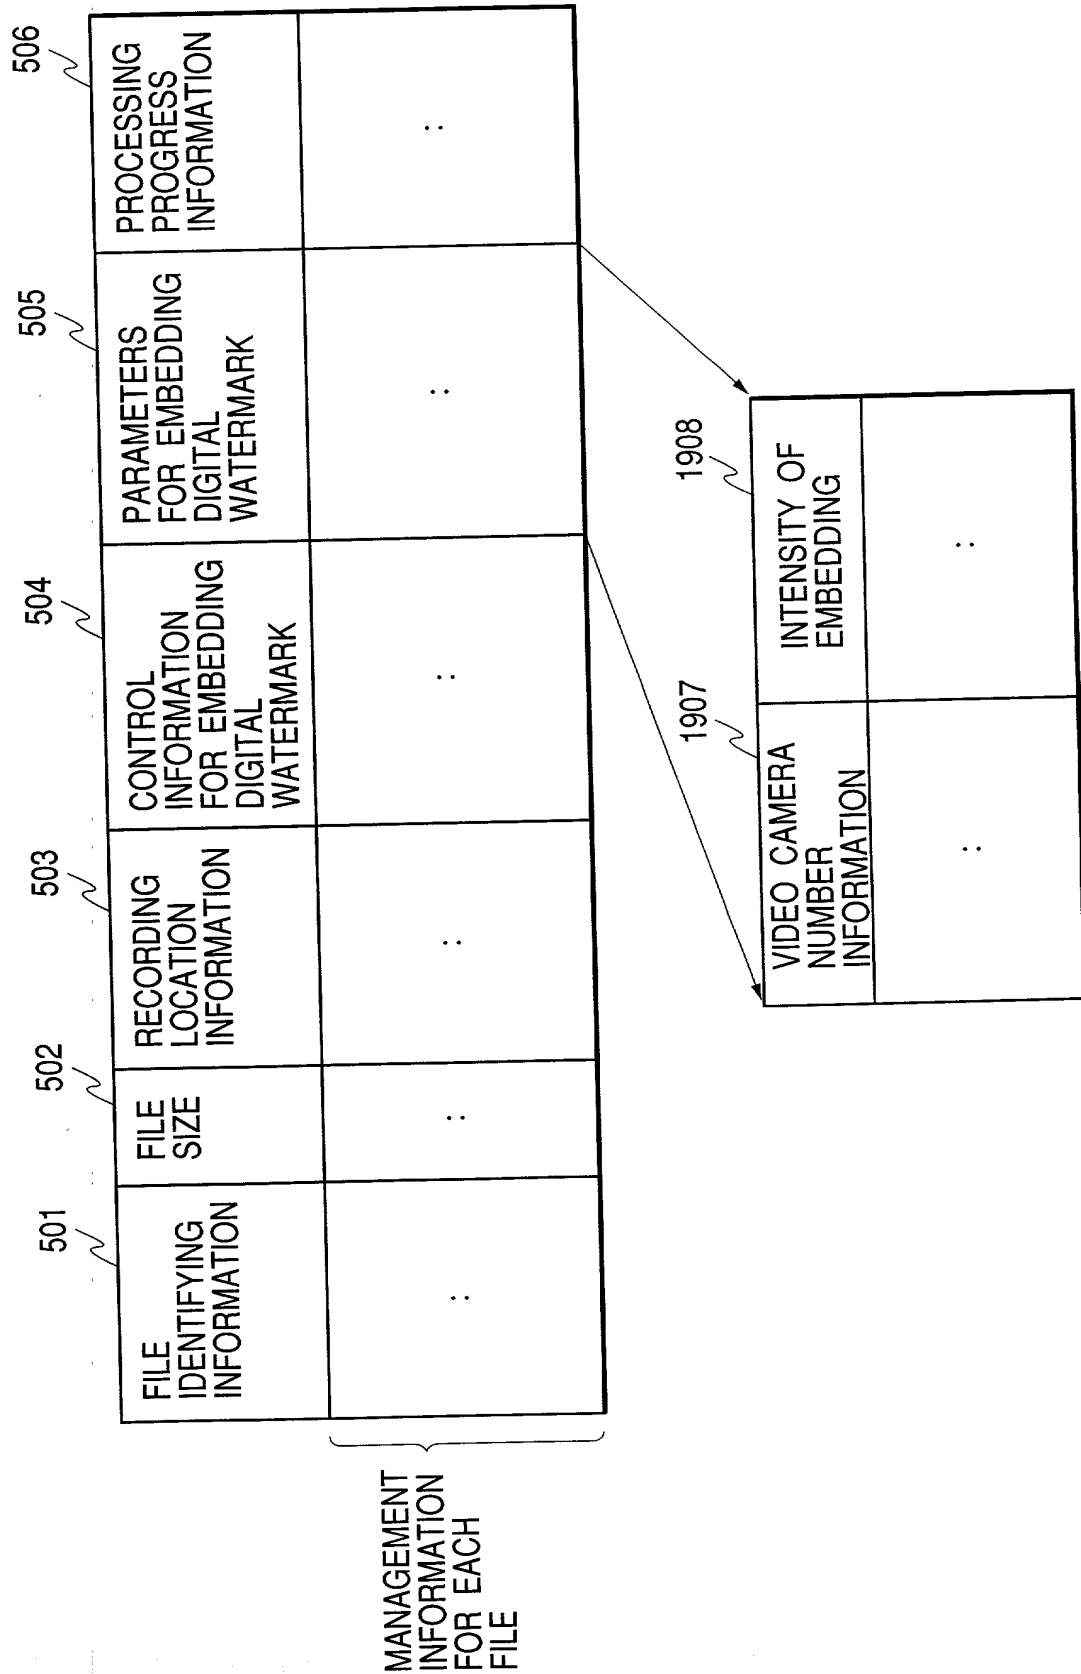 501
502
503
504
505
506
FILE
IDENTIFYING
INFORMATION
FILE
SIZE
RECORDING
LOCATION
INFORMATION
CONTROL
INFORMATION
FOR EMBEDDING
DIGITAL
WATERMARK
PARAMETERS
FOR EMBEDDING
DIGITAL
WATERMARK
PROCESSING
PROGRESS
INFORMATION
MANAGEMENT
INFORMATION
FOR EACH
FILE
:
:
:
:
:
:
1907
1908
VIDEO CAMERA
NUMBER
INFORMATION
INTENSITY OF
EMBEDDING
:
: